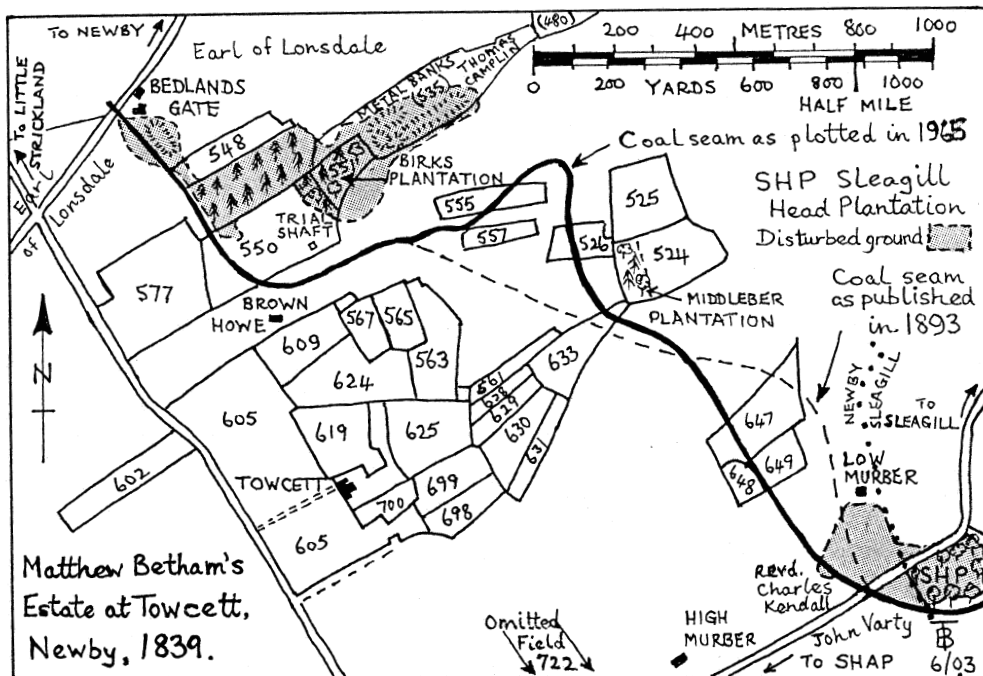 TO NEWBY
Earl of Lonsdale
(480)
200 400 METRES 800 1000
200 400 YARDS 800 1000
HALF MILE
BEDLANDS
GATE
TO LITTLE
STRICKLAND
Earl
of Lonsdale
METAL BANKS
(535)
THOMAS
CAMPLIN
548
551
BIRKS
PLANTATION
TRIAL
SHAFT
550
Coal seam as plotted in 1965
SHP Sleagill
Head Plantation
Disturbed ground
555
557
525
526
524
MIDDLEBER
PLANTATION
Coal seam
as published
in 1893
577
BROWN
HOWE
567
565
609
563
624
633
561
628
629
630
631
605
619
625
647
648
649
NEWBY
SLEAGILL
TO
SLEAGILL
LOW
MURBER
602
TOWCETT
700
699
698
605
Matthew Betham's
Estate at Towcett,
Newby, 1839.
Revd.
Charles
Kendall
SHP
Omitted
Field
722
HIGH
MURBER
John Varty
TO SHAP
B
6/03
N